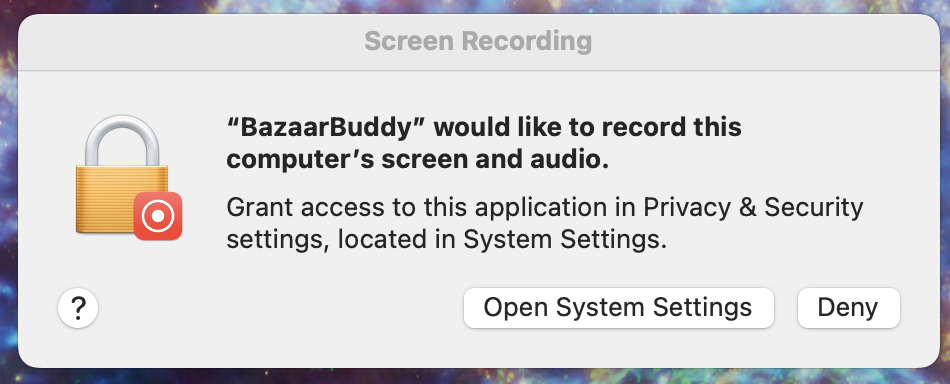 Screen Recording
“BazaarBuddy” would like to record this
computer’s screen and audio.
Grant access to this application in Privacy & Security
settings, located in System Settings.
? Open System Settings Deny